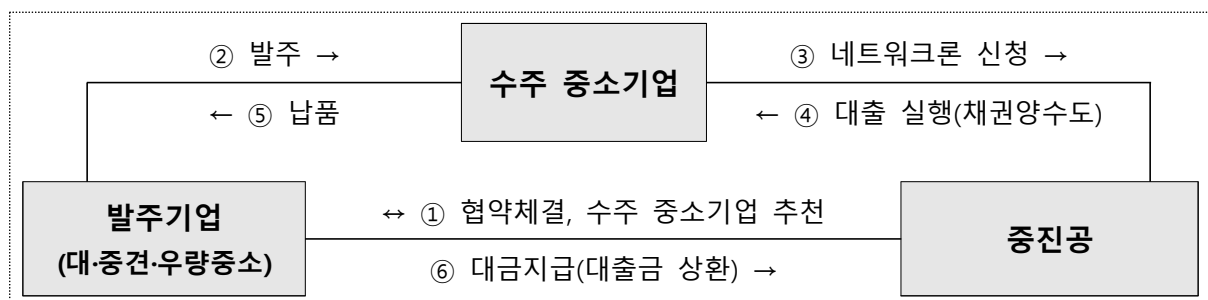 ② 발주 →
수주 중소기업
③ 네트워크론 신청 →
← ⑤ 납품
← ④ 대출 실행(채권양수도)
발주기업
(대·중견·우량중소)
↔ ① 협약체결, 수주 중소기업 추천
중진공
⑥ 대금지급(대출금 상환) →